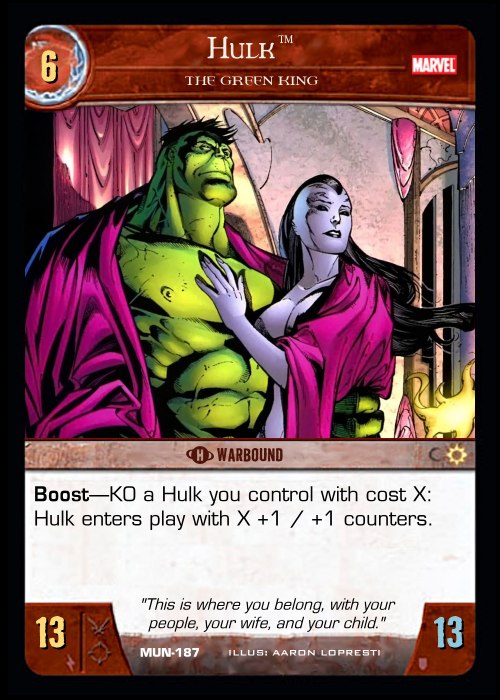 6
Hulk™
THE GREEN KING
MARVEL
H WARBOUND
C
Boost—KO a Hulk you control with cost X:
Hulk enters play with X +1 / +1 counters.
"This is where you belong, with your
people, your wife, and your child."
13
13
MUN-187 ILLUS: AARON LOPRESTI